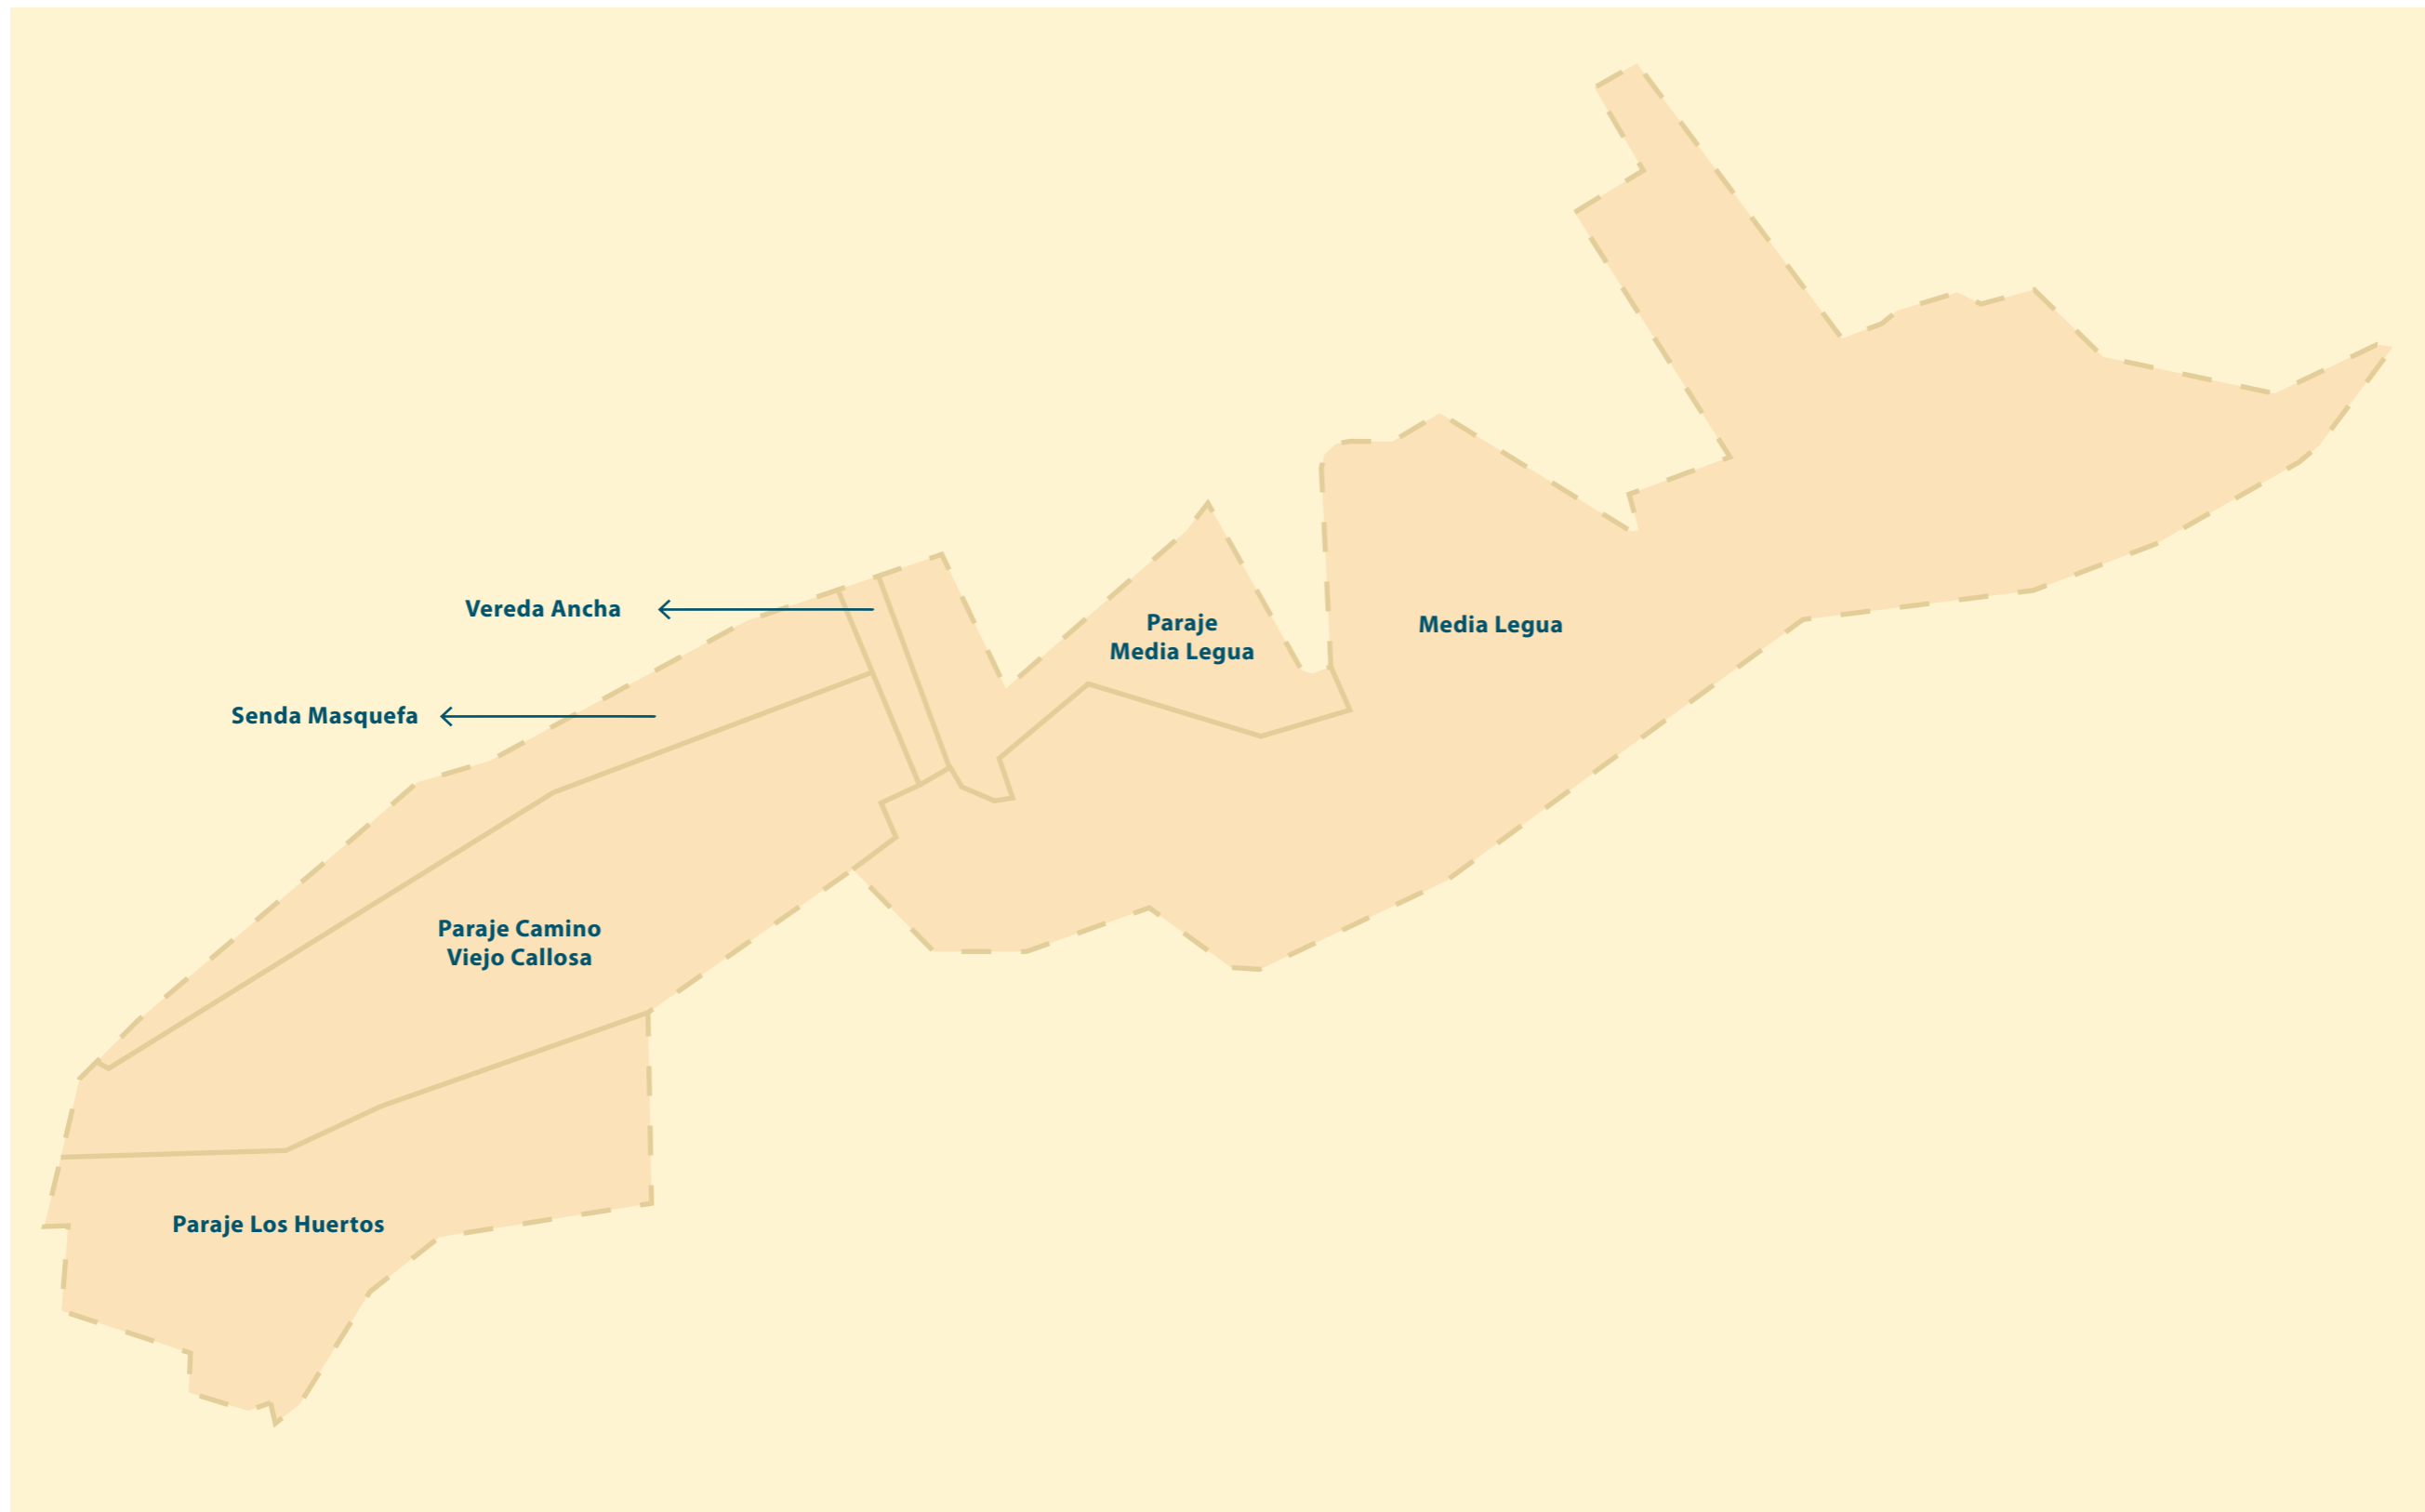 Vereda Ancha
Paraje
Media Legua
Media Legua
Senda Masquefa
Paraje Camino
Viejo Callosa
Paraje Los Huertos